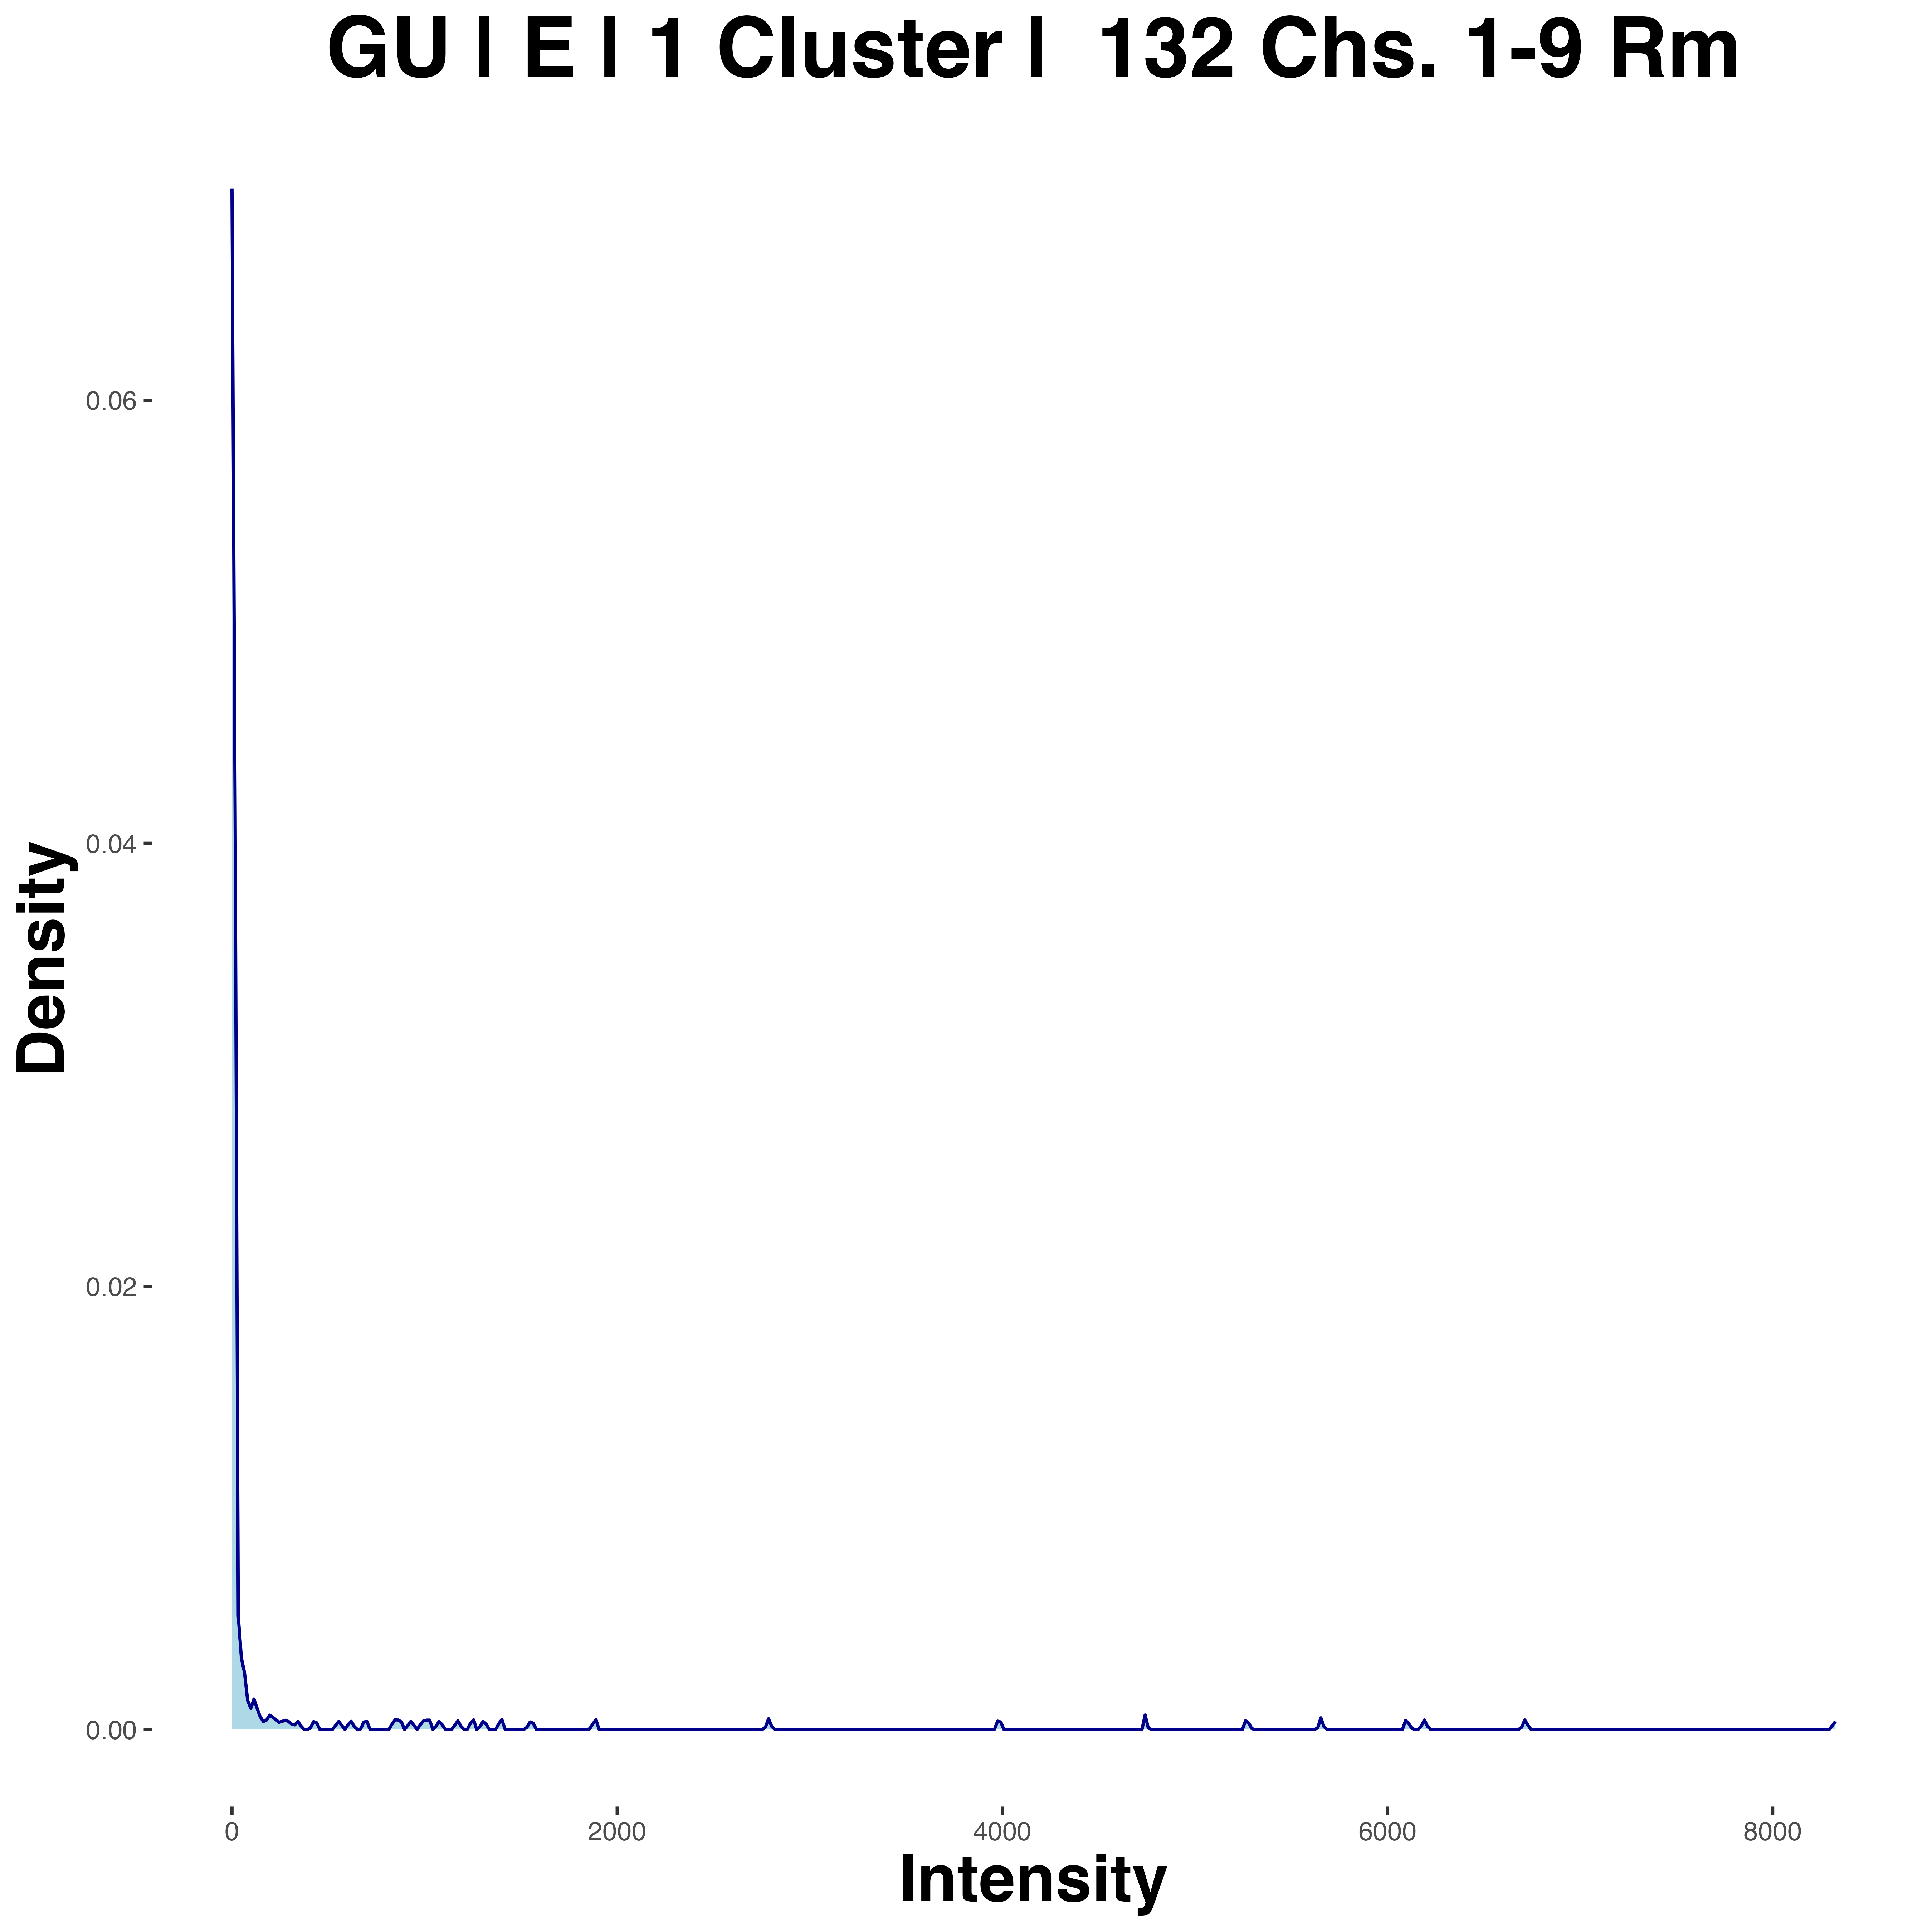 GU | E | 1 Cluster |  132 Chs. 1-9 Rm
0.06
0.04
0.02
0.00
Density
0 2000 4000 6000 8000
Intensity